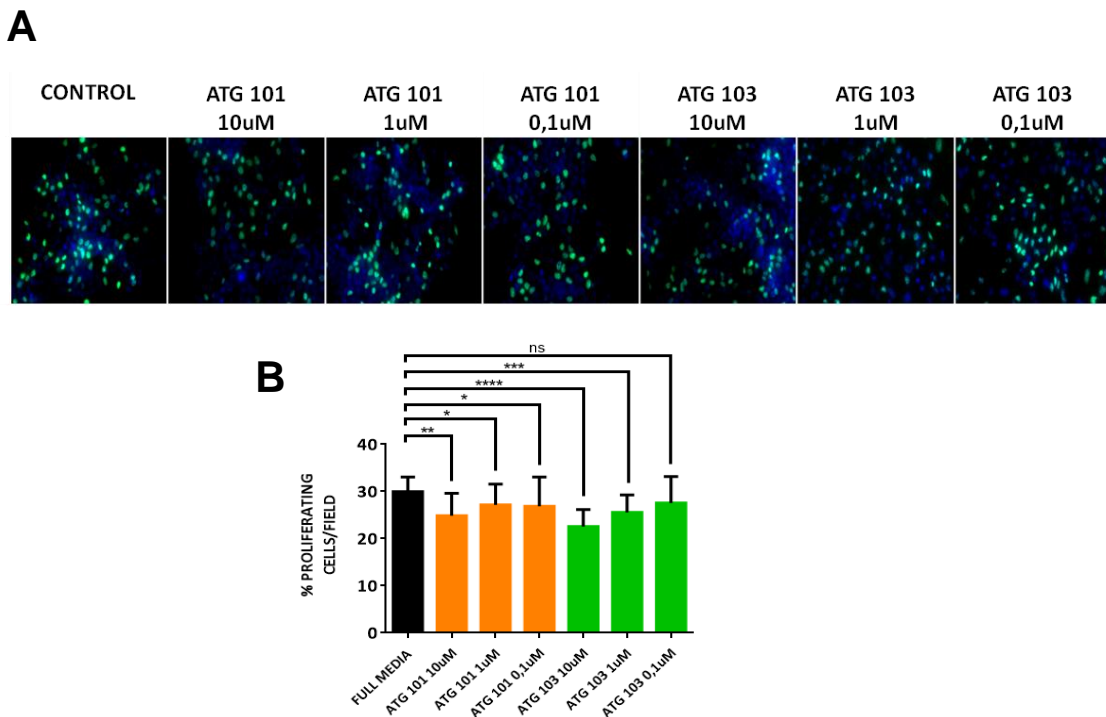 A
CONTROL
ATG 101
10uM
ATG 101
1uM
ATG 101
0,1uM
ATG 103
10uM
ATG 103
1uM
ATG 103
0,1uM
B
ns
***
****
*
*
**
40
30
20
10
0
% PROLIFERATING
CELLS/FIELD
FULL MEDIA
ATG 101 10uM
ATG 101 1uM
ATG 101 0,1uM
ATG 103 10uM
ATG 103 1uM
ATG 103 0,1uM